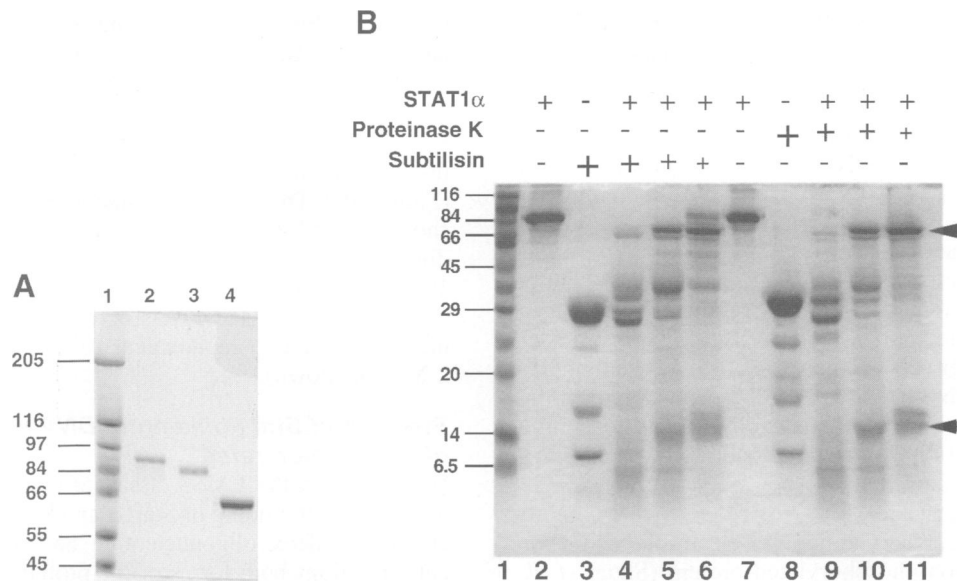 B
STAT1α + - + + + + - + + +
Proteinase K - - - - - - + + + +
Subtilisin - + + + + - - - - -
116
84
66
45
29
20
14
6.5
1 2 3 4 5 6 7 8 9 10 11
A
1 2 3 4
205
116
97
84
66
55
45